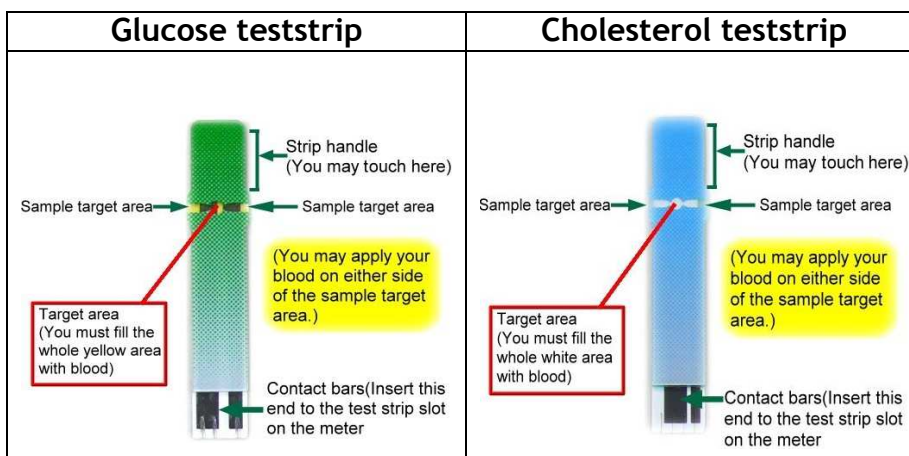 Glucose teststrip
Strip handle
(You may touch here)
Sample target area
Sample target area
(You may apply your
blood on either side
of the sample target
area.)
Target area
(You must fill the
whole yellow area
with blood)
Contact bars(Insert this
end to the test strip slot
on the meter
Cholesterol teststrip
Strip handle
(You may touch here)
Sample target area
Sample target area
(You may apply your
blood on either side
of the sample target
area.)
Target area
(You must fill the
whole white area
with blood)
Contact bars(Insert this
end to the test strip slot
on the meter